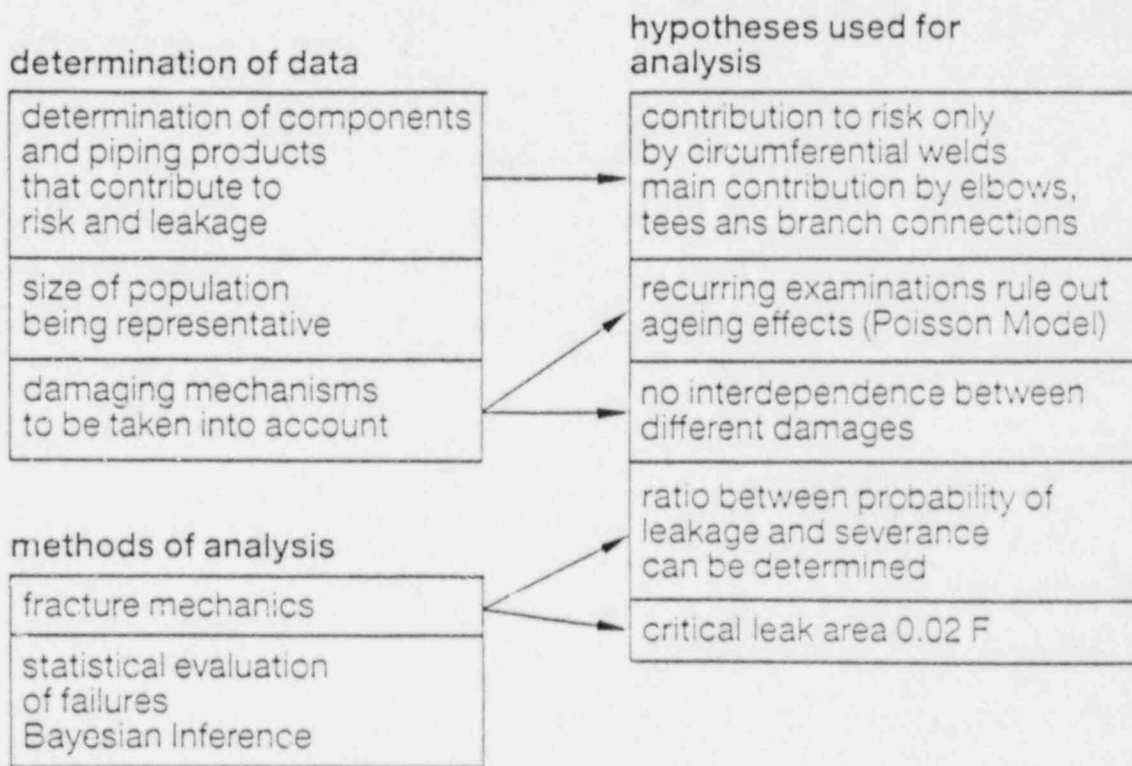 determination of data
determination of components
and piping products
that contribute to
risk and leakage
size of population
being representative
damaging mechanisms
to be taken into account
methods of analysis
fracture mechanics
statistical evaluation
of failures
Bayesian Inference
hypotheses used for
analysis
contribution to risk only
by circumferential welds
main contribution by elbows,
tees ans branch connections
recurring examinations rule out
ageing effects (Poisson Model)
no interdependence between
different damages
ratio between probability of
leakage and severance
can be determined
critical leak area 0.02 F